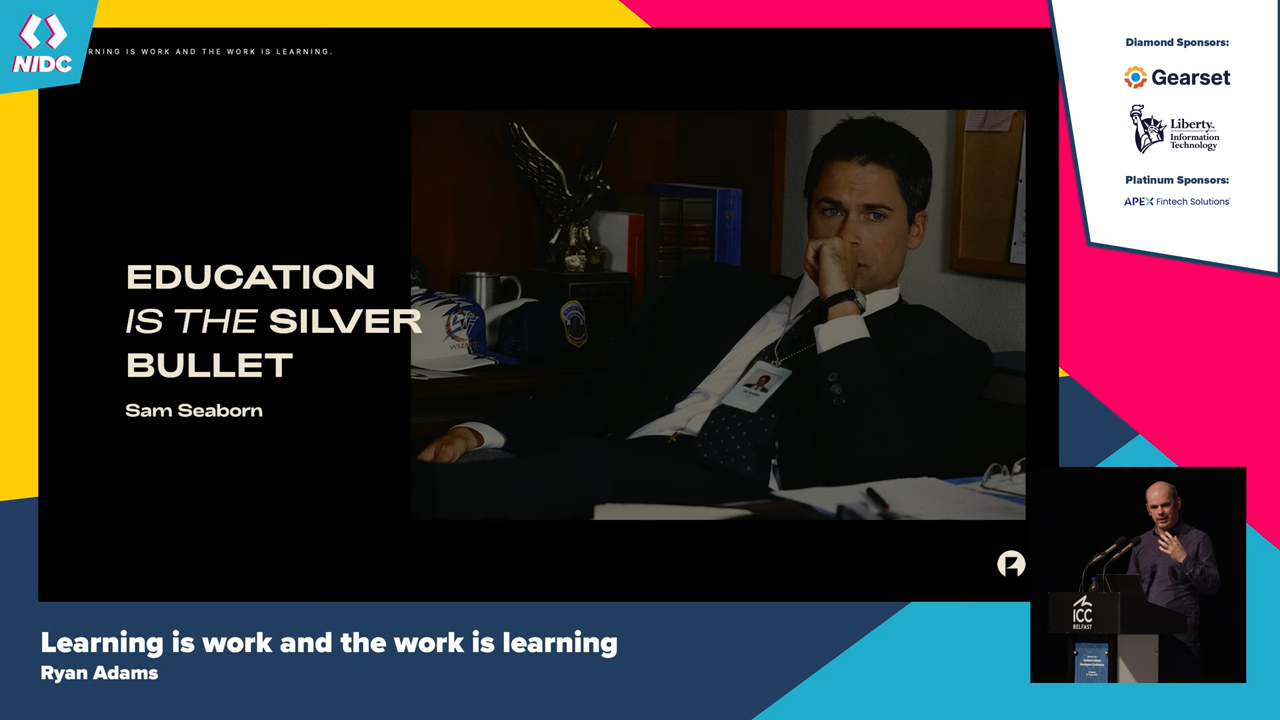 NIDC
RNING IS WORK AND THE WORK IS LEARNING.
EDUCATION
IS THE SILVER
BULLET
Sam Seaborn
Diamond Sponsors:
Gearset
Liberty
Information
Technology
Platinum Sponsors:
APEX Fintech Solutions
ICC
BELFAST
Learning is work and the work is learning
Ryan Adams